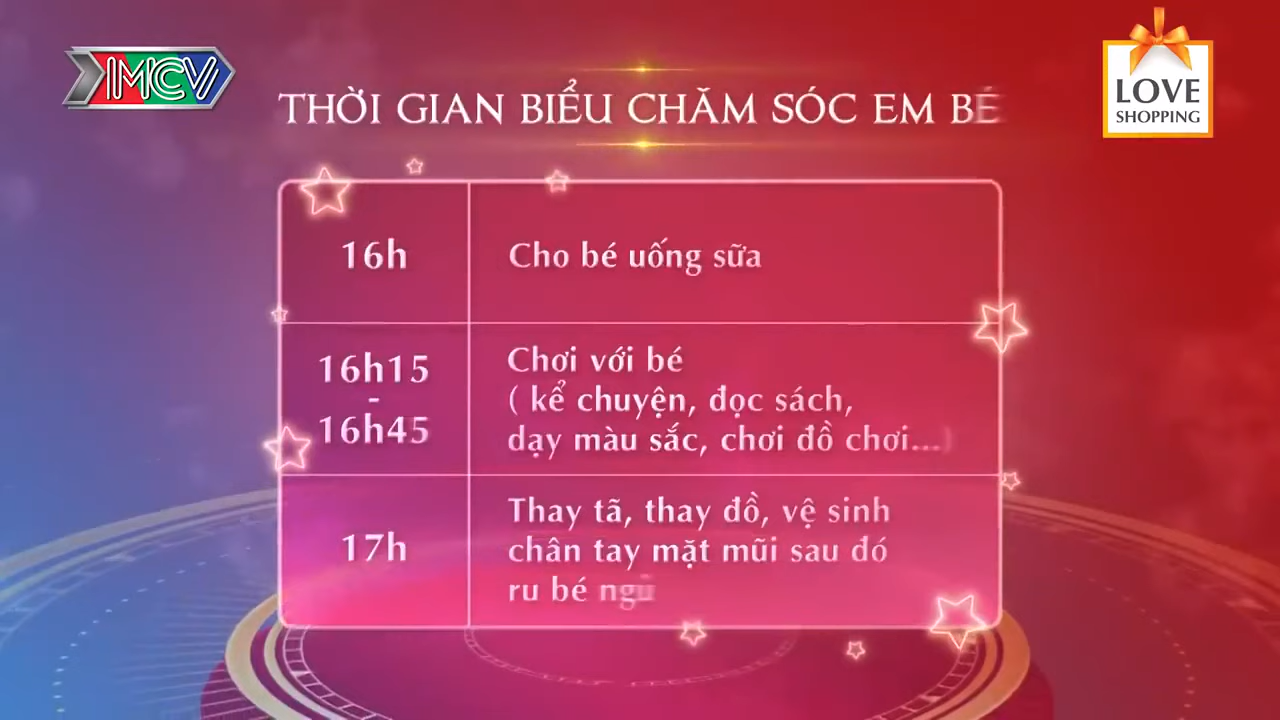 MCV
LOVE
SHOPPING
THỜI GIAN BIỂU CHĂM SÓC EM BÉ
16h
Cho bé uống sữa
16h15
-
16h45
Chơi với bé
( kể chuyện, đọc sách,
dạy màu sắc, chơi đồ chơi...)
17h
Thay tã, thay đồ, vệ sinh
chân tay mặt mũi sau đó
ru bé ngủ